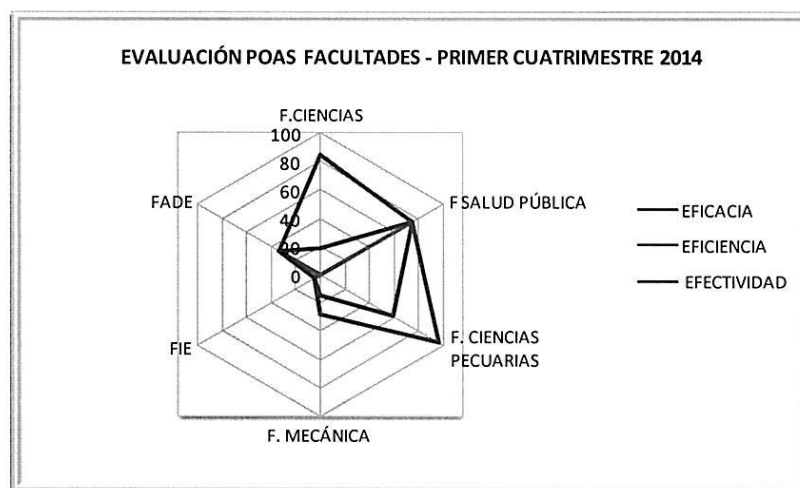 EVALUACIÓN POAS FACULTADES - PRIMER CUATRIMESTRE 2014
F.CIENCIAS
100
80
60
40
20
0
FADE
F SALUD PÚBLICA
EFICACIA
EFICIENCIA
EFECTIVIDAD
FIE
F. CIENCIAS
PECUARIAS
F. MECÁNICA